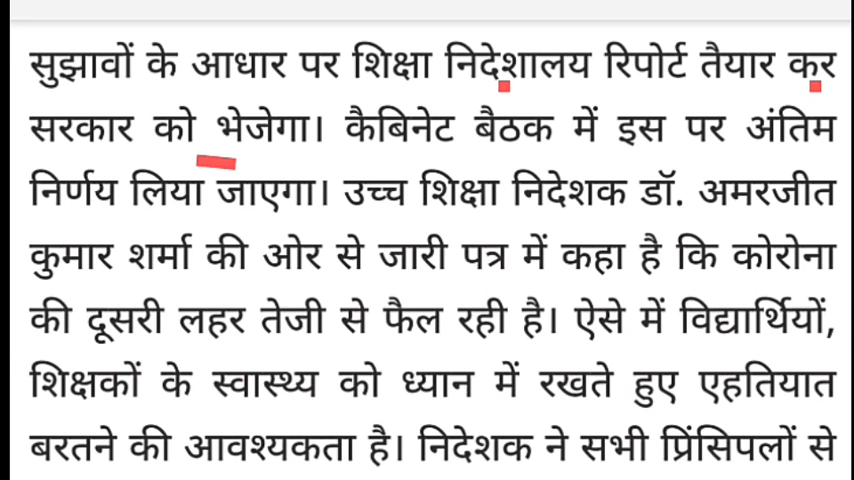 सुझावों के आधार पर शिक्षा निदेशालय रिपोर्ट तैयार कर
सरकार को भेजेगा। कैबिनेट बैठक में इस पर अंतिम
निर्णय लिया जाएगा। उच्च शिक्षा निदेशक डॉ. अमरजीत
कुमार शर्मा की ओर से जारी पत्र में कहा है कि कोरोना
की दूसरी लहर तेजी से फैल रही है। ऐसे में विद्यार्थियों,
शिक्षकों के स्वास्थ्य को ध्यान में रखते हुए एहतियात
बरतने की आवश्यकता है। निदेशक ने सभी प्रिंसिपलों से